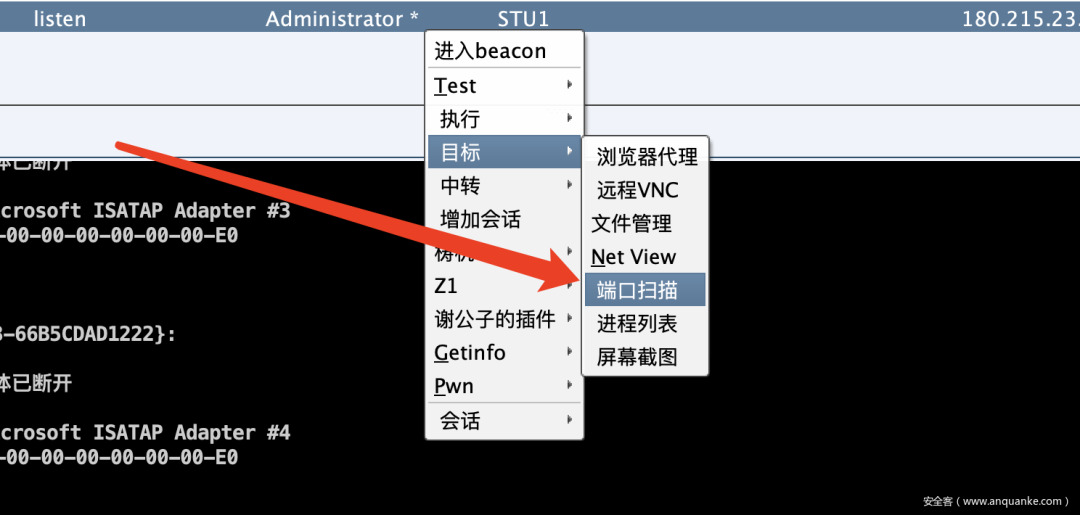 listen Administrator * STU1 180.215.23.
进入beacon
Test
执行
目标
浏览器代理
体已断开
中转
远程VNC
crosoft ISATAP Adapter #3
增加会话
文件管理
-00-00-00-00-00-00-E0
Net View
Z1
端口扫描
谢公子的插件
进程列表
3-66B5CDAD1222}:
Getinfo
屏幕截图
体已断开
Pwn
会话
crosoft ISATAP Adapter #4
-00-00-00-00-00-00-E0
安全客（www.anquanke.com）